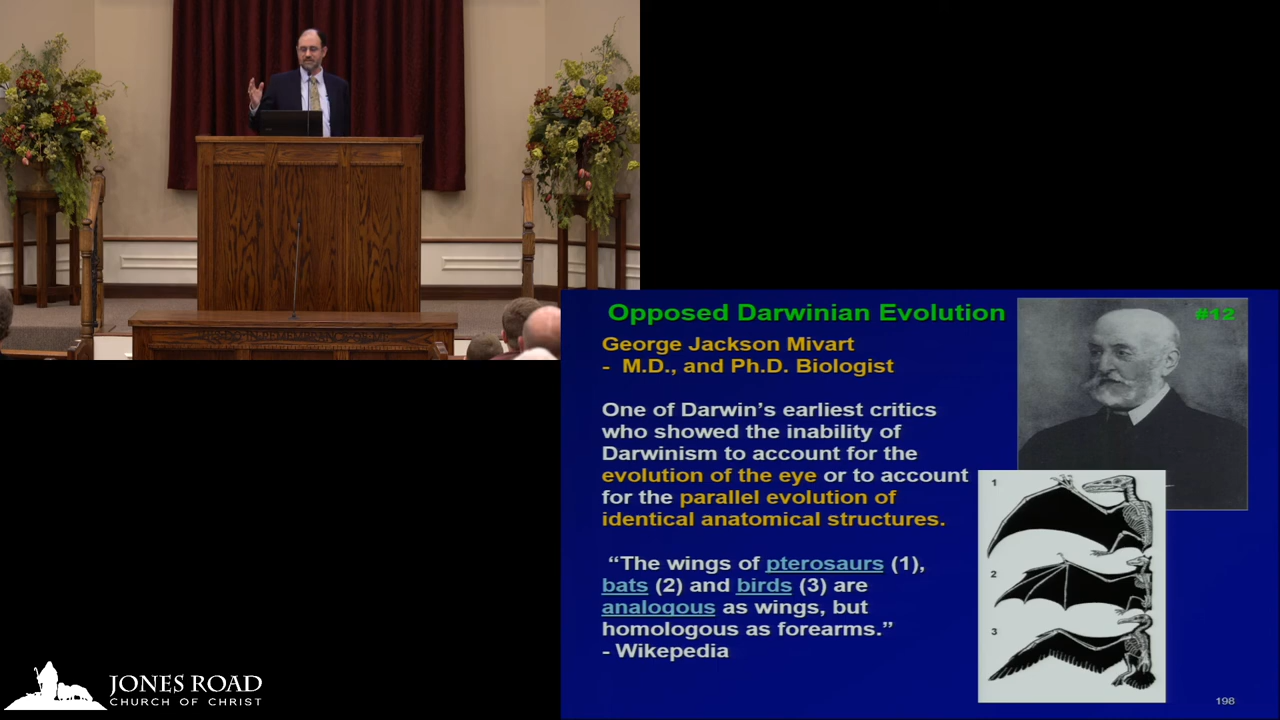 Opposed Darwinian Evolution
#12
George Jackson Mivart
- M.D., and Ph.D. Biologist
One of Darwin's earliest critics
who showed the inability of
Darwinism to account for the
evolution of the eye or to account
for the parallel evolution of
identical anatomical structures.
“The wings of pterosaurs (1),
bats (2) and birds (3) are
analogous as wings, but
homologous as forearms.”
- Wikepedia
1
2
3
198
JONES ROAD
CHURCH OF CHRIST